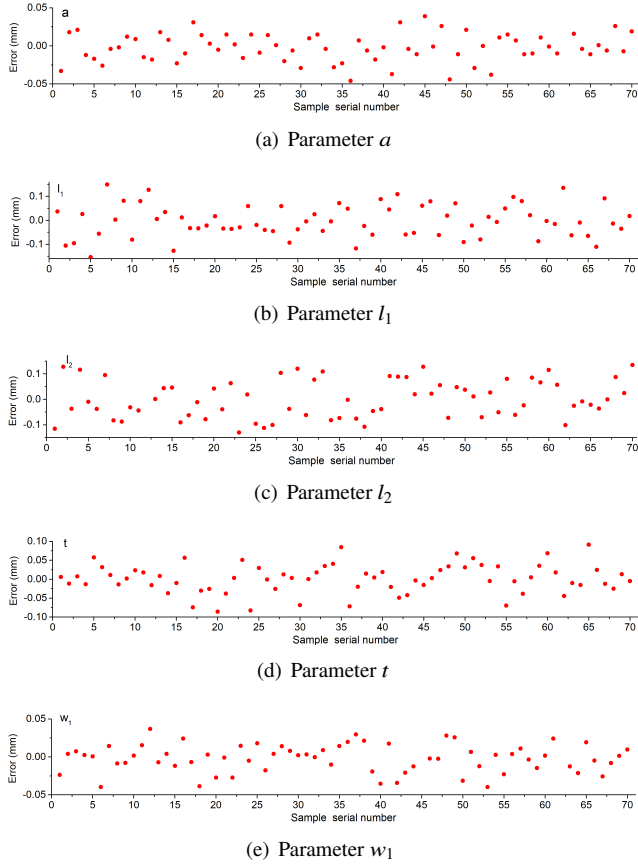 a
0.05
0.00
-0.05
Error (mm)
0 5 10 15 20 25 30 35 40 45 50 55 60 65 70
Sample serial number
(a) Parameter a
l₁
0.1
0.0
-0.1
Error (mm)
0 5 10 15 20 25 30 35 40 45 50 55 60 65 70
Sample serial number
(b) Parameter l₁
l₂
0.1
0.0
-0.1
Error (mm)
0 5 10 15 20 25 30 35 40 45 50 55 60 65 70
Sample serial number
(c) Parameter l₂
t
0.10
0.05
0.00
-0.05
-0.10
Error (mm)
0 5 10 15 20 25 30 35 40 45 50 55 60 65 70
Sample serial number
(d) Parameter t
w₁
0.05
0.00
-0.05
Error (mm)
0 5 10 15 20 25 30 35 40 45 50 55 60 65 70
Sample serial number
(e) Parameter w₁